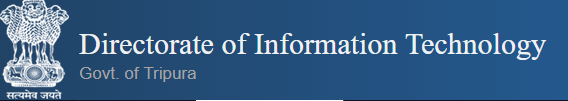 Directorate of Information Technology
Govt. of Tripura
सत्यमेव जयते